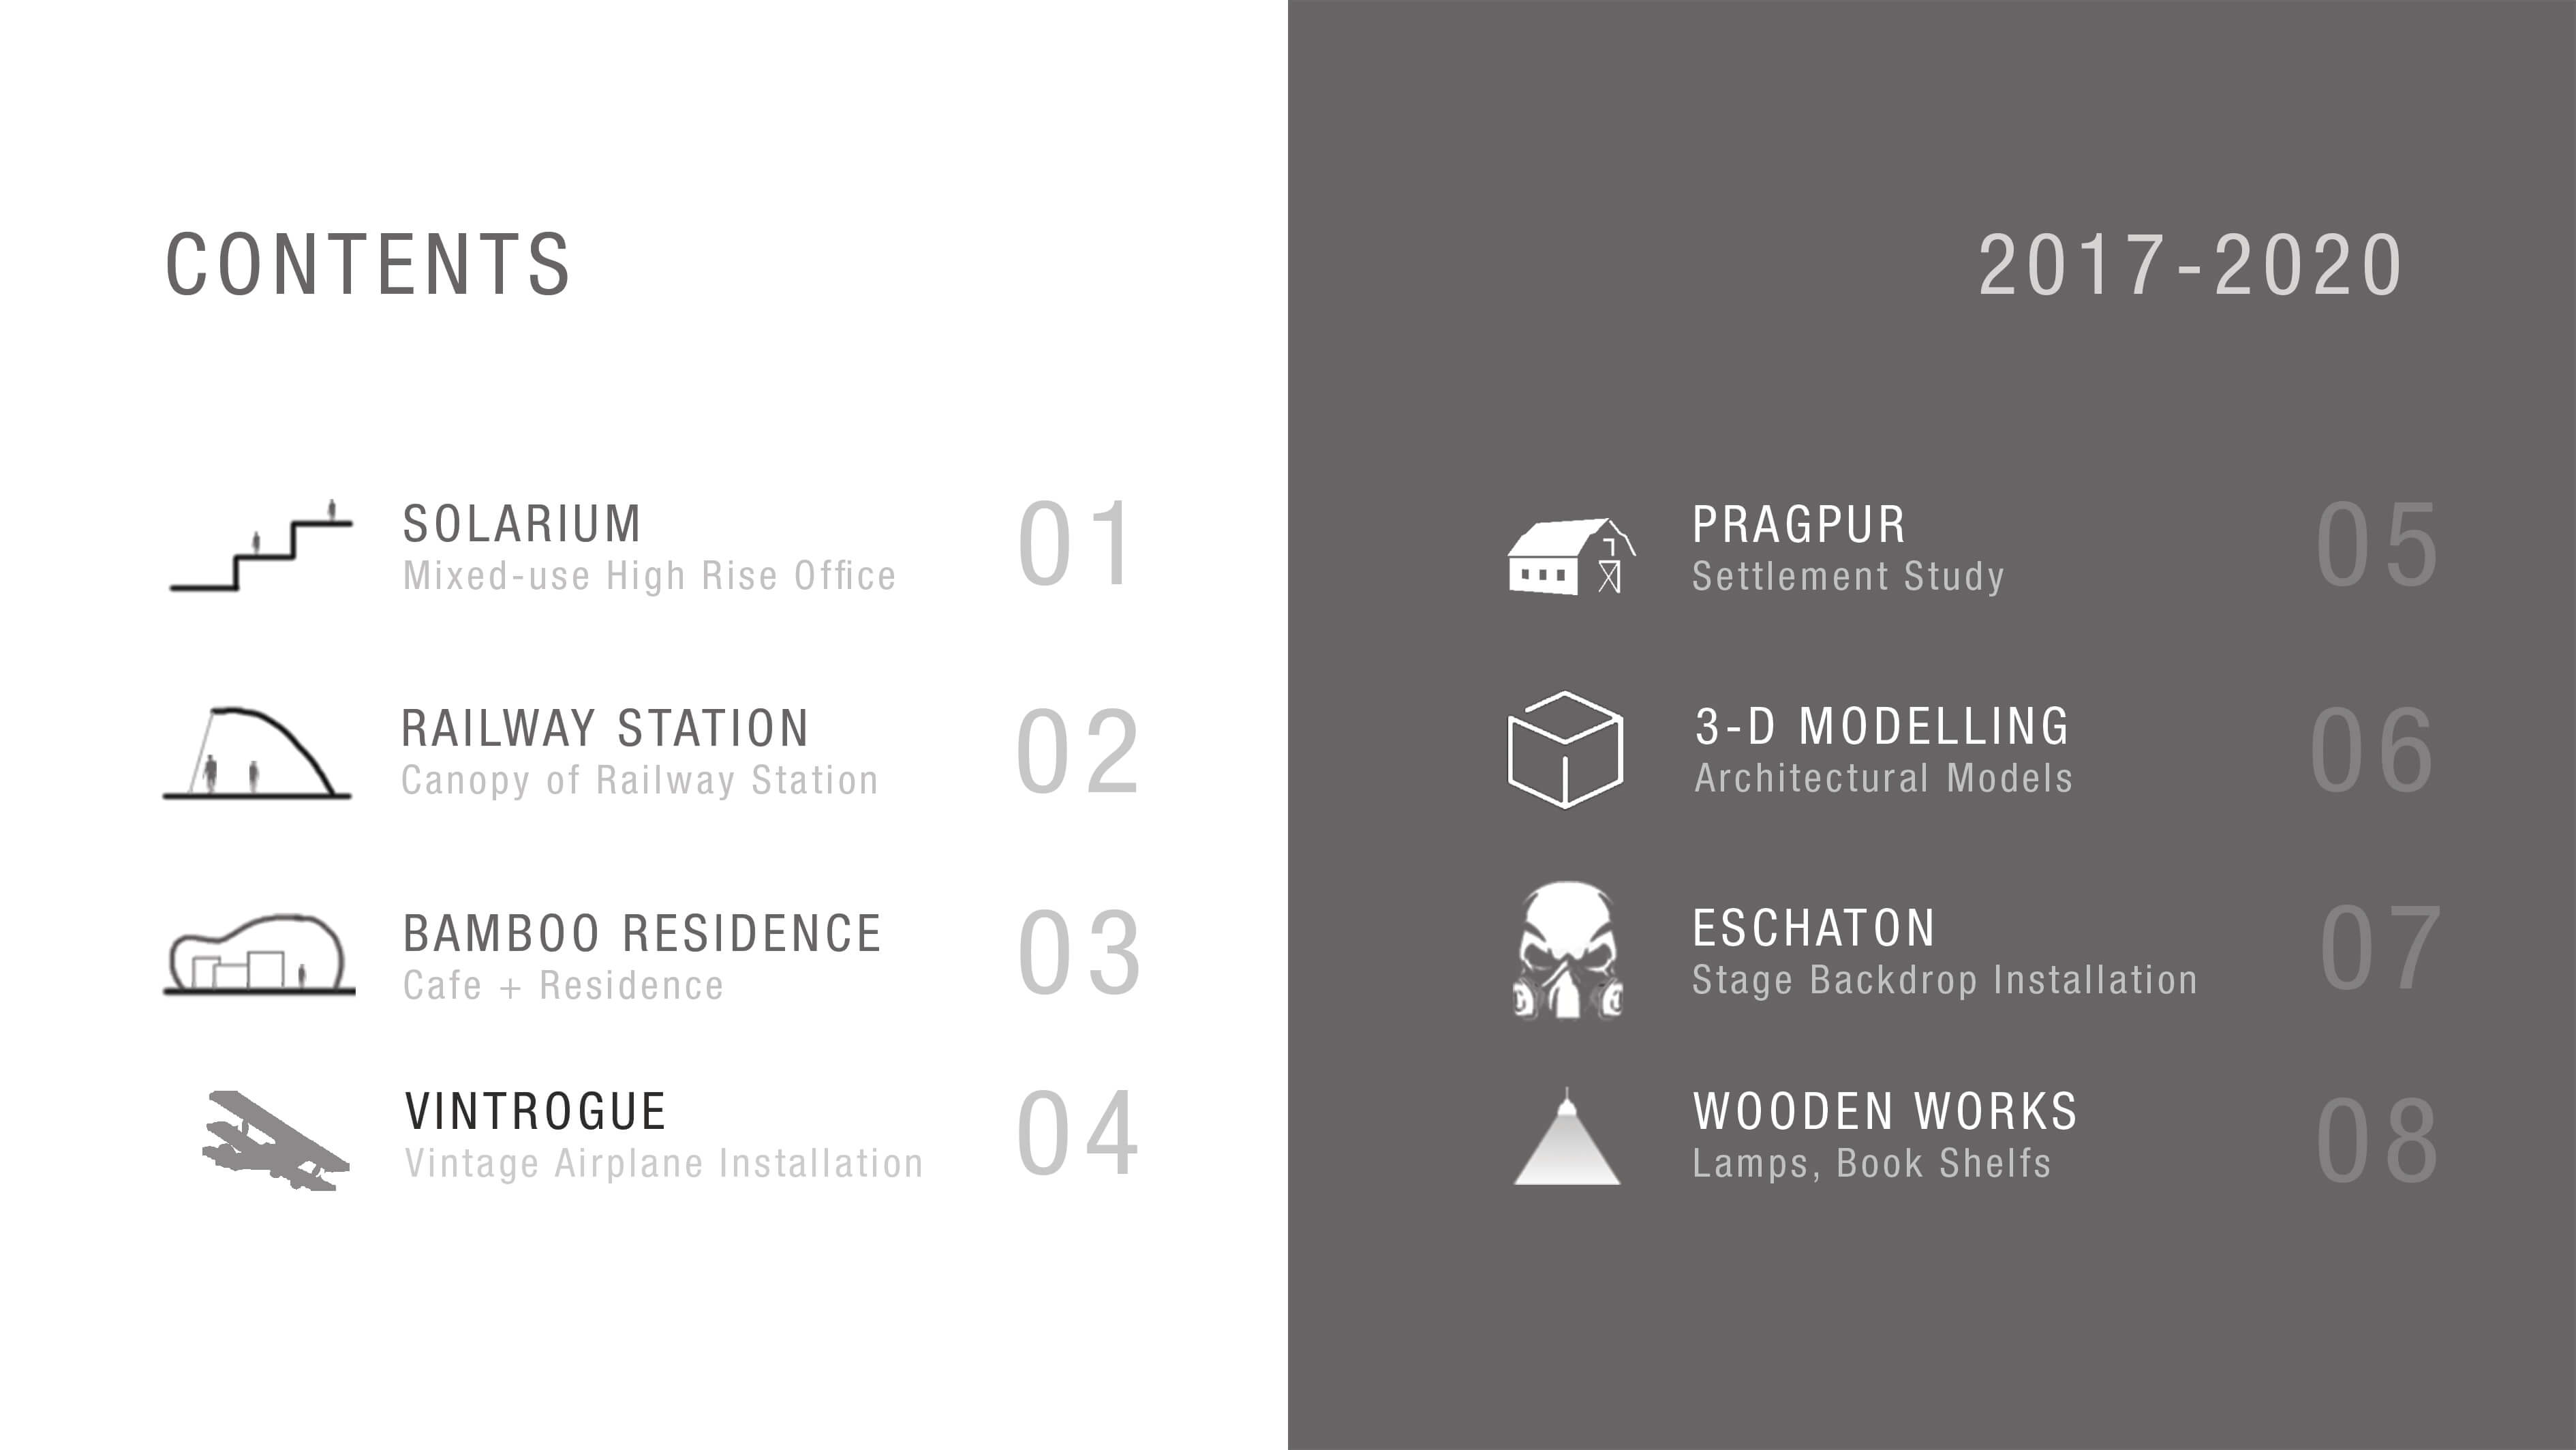 CONTENTS
SOLARIUM
Mixed-use High Rise Office
01
RAILWAY STATION
Canopy of Railway Station
02
BAMBOO RESIDENCE
Cafe + Residence
03
VINTROGUE
Vintage Airplane Installation
04
2017-2020
PRAGPUR
Settlement Study
05
3-D MODELLING
Architectural Models
06
ESCHATON
Stage Backdrop Installation
07
WOODEN WORKS
Lamps, Book Shelfs
08